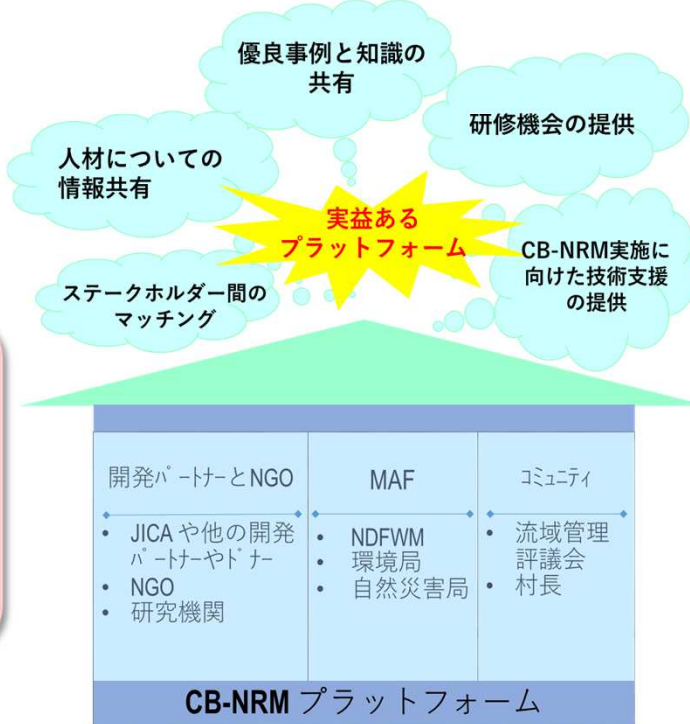 優良事例と知識の
共有
研修機会の提供
人材についての
情報共有
実益ある
プラットフォーム
CB-NRM実施に
向けた技術支援
の提供
ステークホルダー間の
マッチング
開発ﾊﾟｰﾄﾅｰとNGO
• JICA や他の開発
ﾊﾟｰﾄﾅｰやﾄﾞﾅｰ
• NGO
• 研究機関
MAF
• NDFWM
• 環境局
• 自然災害局
ｺﾐｭﾆﾃｨ
• 流域管理
評議会
• 村長
CB-NRM プラットフォーム